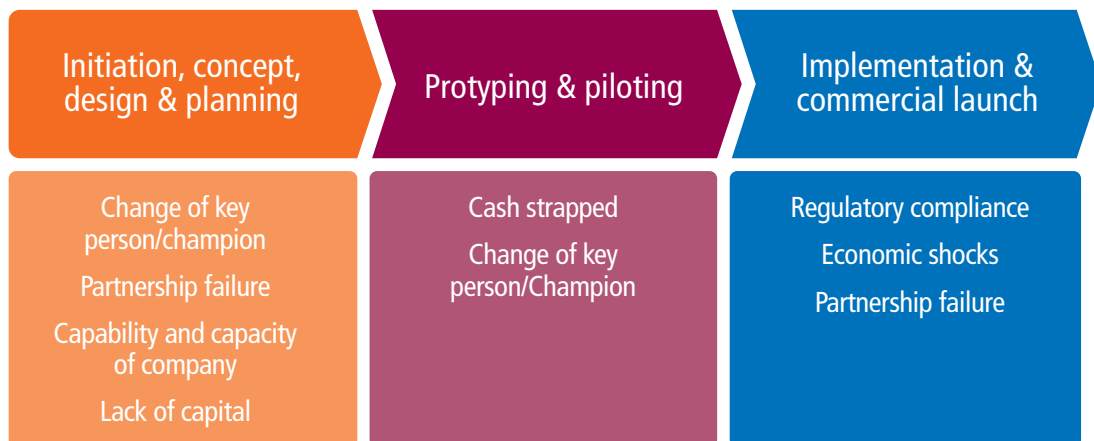 Initiation, concept,
design & planning
Protyping & piloting
Implementation &
commercial launch
Change of key
person/champion
Partnership failure
Capability and capacity
of company
Lack of capital
Cash strapped
Change of key
person/Champion
Regulatory compliance
Economic shocks
Partnership failure